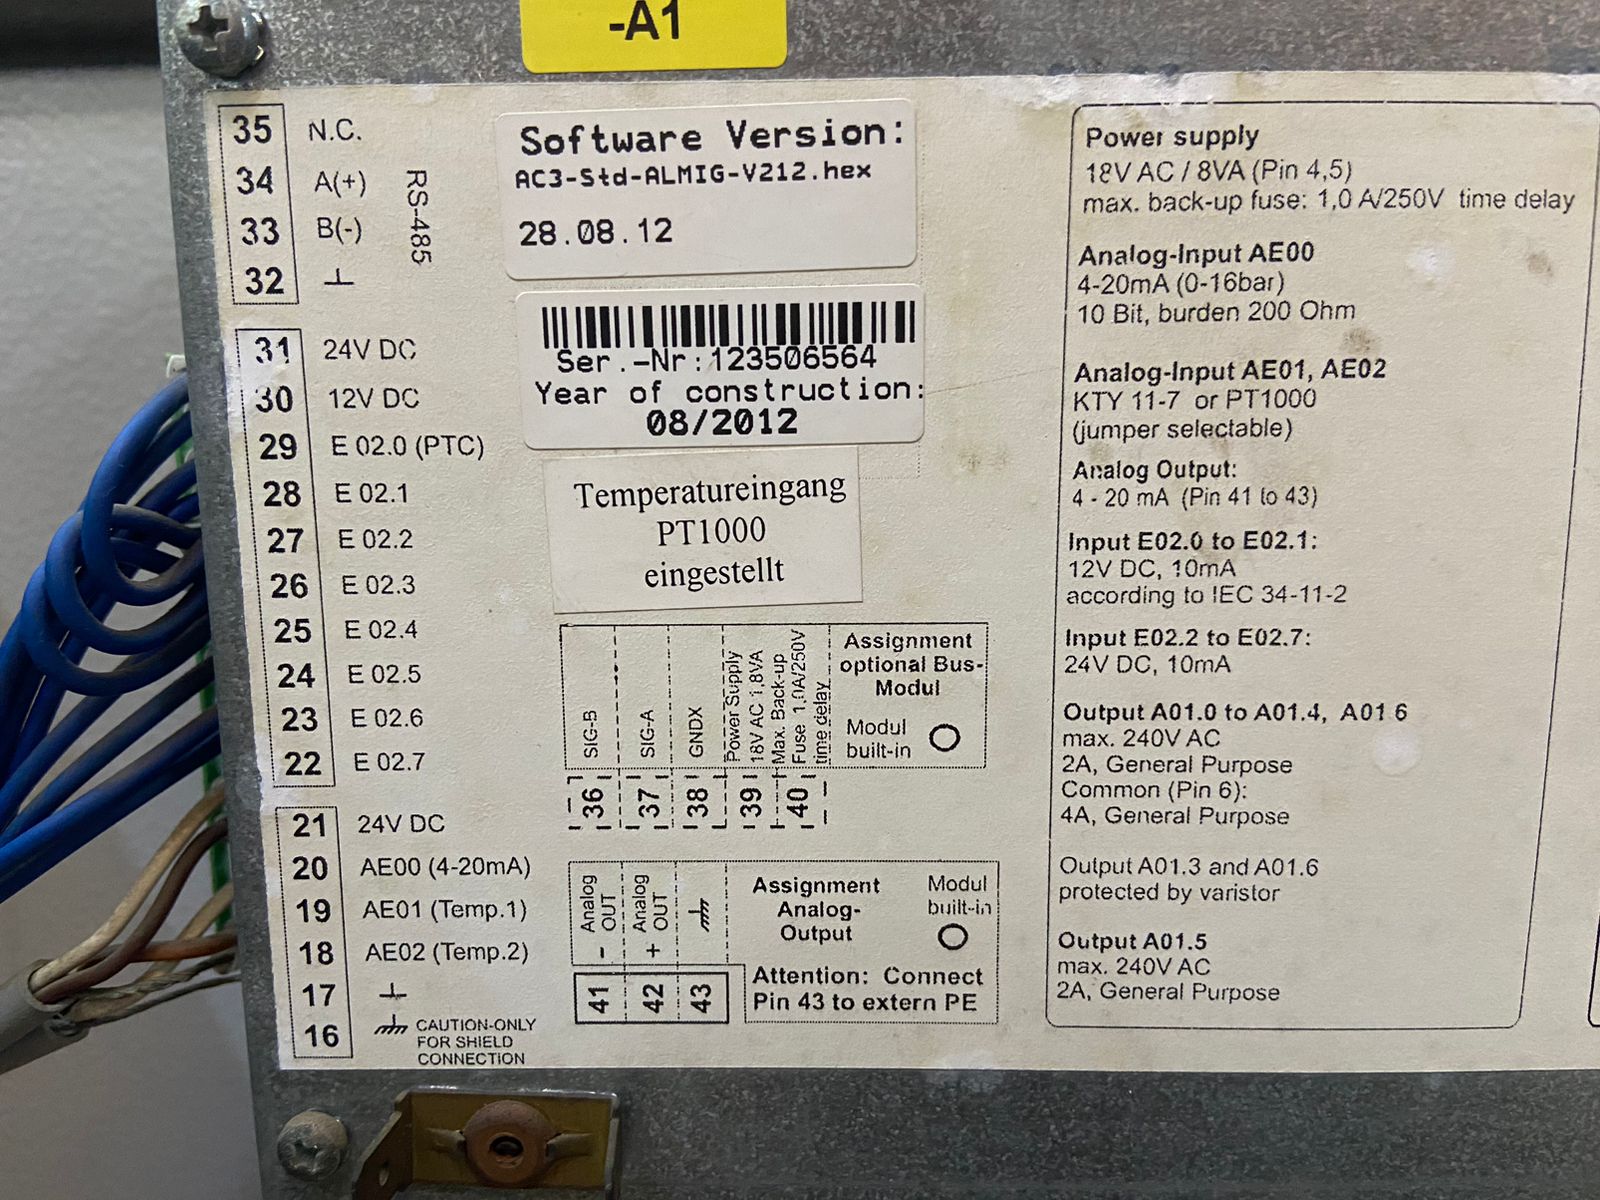 -A1
35 N.C.
34 A(+)
33 B(-)
32
RS-485
31 24V DC
30 12V DC
29 E 02.0 (PTC)
28 E 02.1
27 E 02.2
26 E 02.3
25 E 02.4
24 E 02.5
23 E 02.6
22 E 02.7
21 24V DC
20 AE00 (4-20mA)
19 AE01 (Temp.1)
18 AE02 (Temp.2)
17
16 CAUTION-ONLY
FOR SHIELD
CONNECTION
Software Version:
AC3-Std-ALMIG-V212.hex
28.08.12
Ser.-Nr:123506564
Year of construction:
08/2012
Temperatureingang
PT1000
eingestellt
SIG-B
SIG-A
GNDX
Power Supply
18V AC 1,8VA
Max. Back-up
Fuse 1,0A/250V
time delay
Assignment
optional Bus-
Modul
Modul
built-in
36 37 38 39 40
Analog
OUT
-
Analog
OUT
+
Assignment
Analog-
Output
Modul
built-in
41 42 43
Attention: Connect
Pin 43 to extern PE
Power supply
18V AC / 8VA (Pin 4,5)
max. back-up fuse: 1,0 A/250V time delay
Analog-Input AE00
4-20mA (0-16bar)
10 Bit, burden 200 Ohm
Analog-Input AE01, AE02
KTY 11-7 or PT1000
(jumper selectable)
Analog Output:
4 - 20 mA (Pin 41 to 43)
Input E02.0 to E02.1:
12V DC, 10mA
according to IEC 34-11-2
Input E02.2 to E02.7:
24V DC, 10mA
Output A01.0 to A01.4, A01.6
max. 240V AC
2A, General Purpose
Common (Pin 6):
4A, General Purpose
Output A01.3 and A01.6
protected by varistor
Output A01.5
max. 240V AC
2A, General Purpose